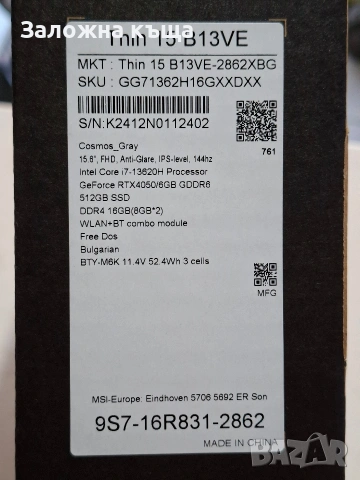 Заложна къща
Thin 15 B13VE
MKT : Thin 15 B13VE-2862XBG
SKU : GG71362H16GXXDXX
S/N:K2412N0112402
Cosmos_Gray
761
15.6", FHD, Anti-Glare, IPS-level, 144hz
Intel Core i7-13620H Processor
GeForce RTX4050/6GB GDDR6
512GB SSD
DDR4 16GB(8GB*2)
WLAN+BT combo module
Free Dos
Bulgarian
BTY-M6K 11.4V 52.4Wh 3 cells
MFG
MSI-Europe: Eindhoven 5706 5692 ER Son
9S7-16R831-2862
MADE IN CHINA
BAZAR